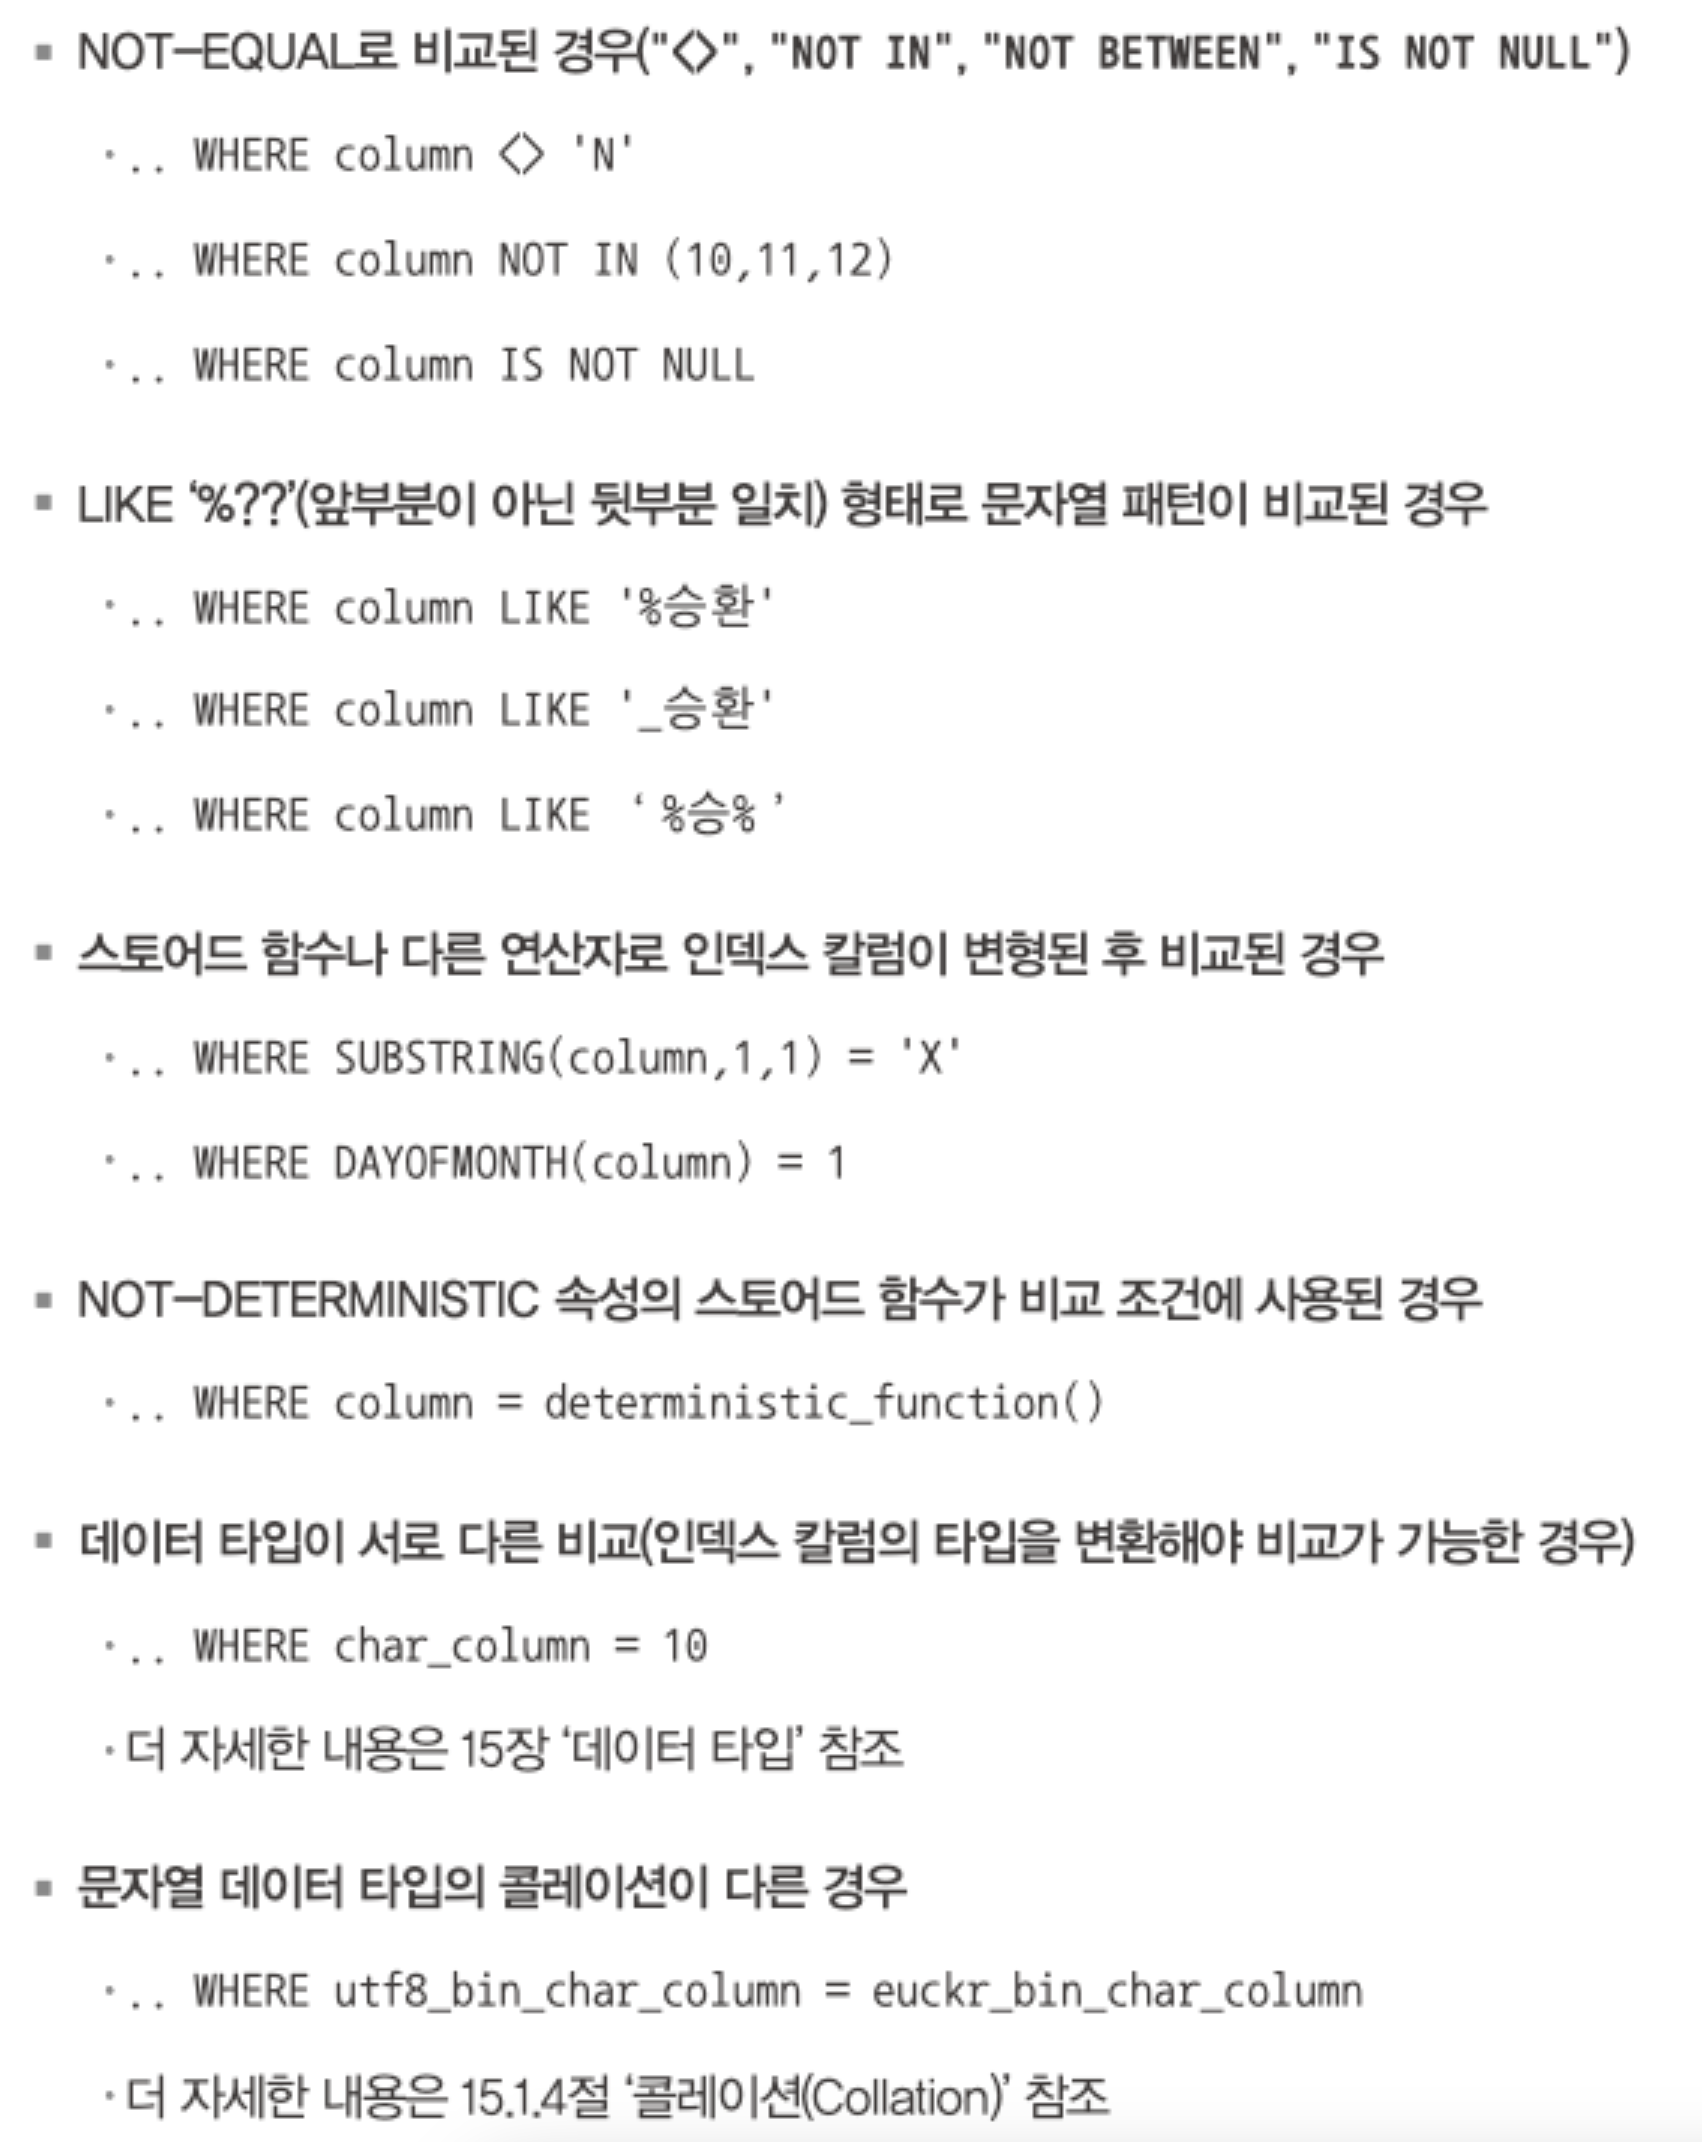 ▪ NOT-EQUAL로 비교된 경우("<>", "NOT IN", "NOT BETWEEN", "IS NOT NULL")
·.. WHERE column <> 'N'
·.. WHERE column NOT IN (10,11,12)
·.. WHERE column IS NOT NULL
▪ LIKE ‘%??’(앞부분이 아닌 뒷부분 일치) 형태로 문자열 패턴이 비교된 경우
·.. WHERE column LIKE '%승환'
·.. WHERE column LIKE '_승환'
·.. WHERE column LIKE ‘%승%’
▪ 스토어드 함수나 다른 연산자로 인덱스 칼럼이 변형된 후 비교된 경우
·.. WHERE SUBSTRING(column,1,1) = 'X'
·.. WHERE DAYOFMONTH(column) = 1
▪ NOT-DETERMINISTIC 속성의 스토어드 함수가 비교 조건에 사용된 경우
·.. WHERE column = deterministic_function()
▪ 데이터 타입이 서로 다른 비교(인덱스 칼럼의 타입을 변환해야 비교가 가능한 경우)
·.. WHERE char_column = 10
· 더 자세한 내용은 15장 ‘데이터 타입’ 참조
▪ 문자열 데이터 타입의 콜레이션이 다른 경우
·.. WHERE utf8_bin_char_column = euckr_bin_char_column
· 더 자세한 내용은 15.1.4절 ‘콜레이션(Collation)’ 참조